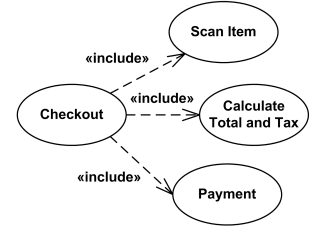 Scan Item
«include»
«include»
Checkout
Calculate
Total and Tax
«include»
Payment